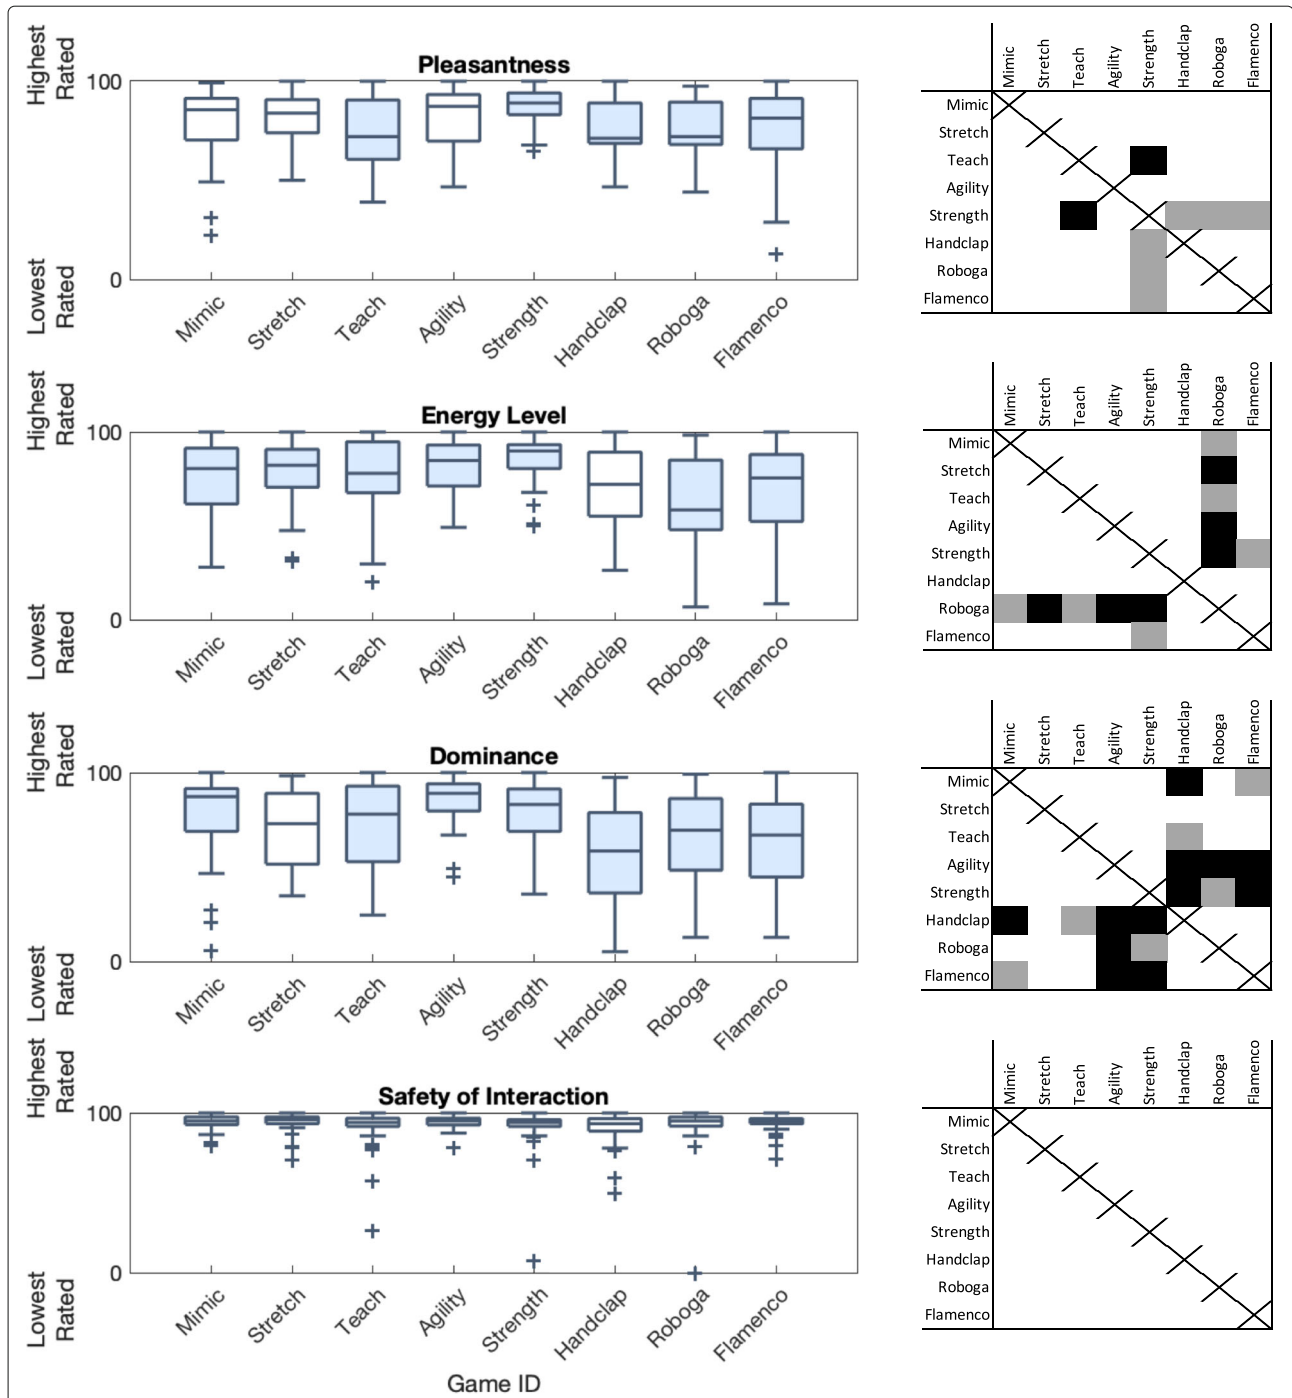 Pleasantness
Highest Rated
100
0
Lowest Rated
Mimic
Stretch
Teach
Agility
Strength
Handclap
Roboga
Flamenco
Mimic
Stretch
Teach
Agility
Strength
Handclap
Roboga
Flamenco
Mimic
Stretch
Teach
Agility
Strength
Handclap
Roboga
Flamenco
Energy Level
Highest Rated
100
0
Lowest Rated
Mimic
Stretch
Teach
Agility
Strength
Handclap
Roboga
Flamenco
Mimic
Stretch
Teach
Agility
Strength
Handclap
Roboga
Flamenco
Mimic
Stretch
Teach
Agility
Strength
Handclap
Roboga
Flamenco
Dominance
Highest Rated
100
0
Lowest Rated
Mimic
Stretch
Teach
Agility
Strength
Handclap
Roboga
Flamenco
Mimic
Stretch
Teach
Agility
Strength
Handclap
Roboga
Flamenco
Mimic
Stretch
Teach
Agility
Strength
Handclap
Roboga
Flamenco
Safety of Interaction
Highest Rated
100
0
Lowest Rated
Mimic
Stretch
Teach
Agility
Strength
Handclap
Roboga
Flamenco
Game ID
Mimic
Stretch
Teach
Agility
Strength
Handclap
Roboga
Flamenco
Mimic
Stretch
Teach
Agility
Strength
Handclap
Roboga
Flamenco